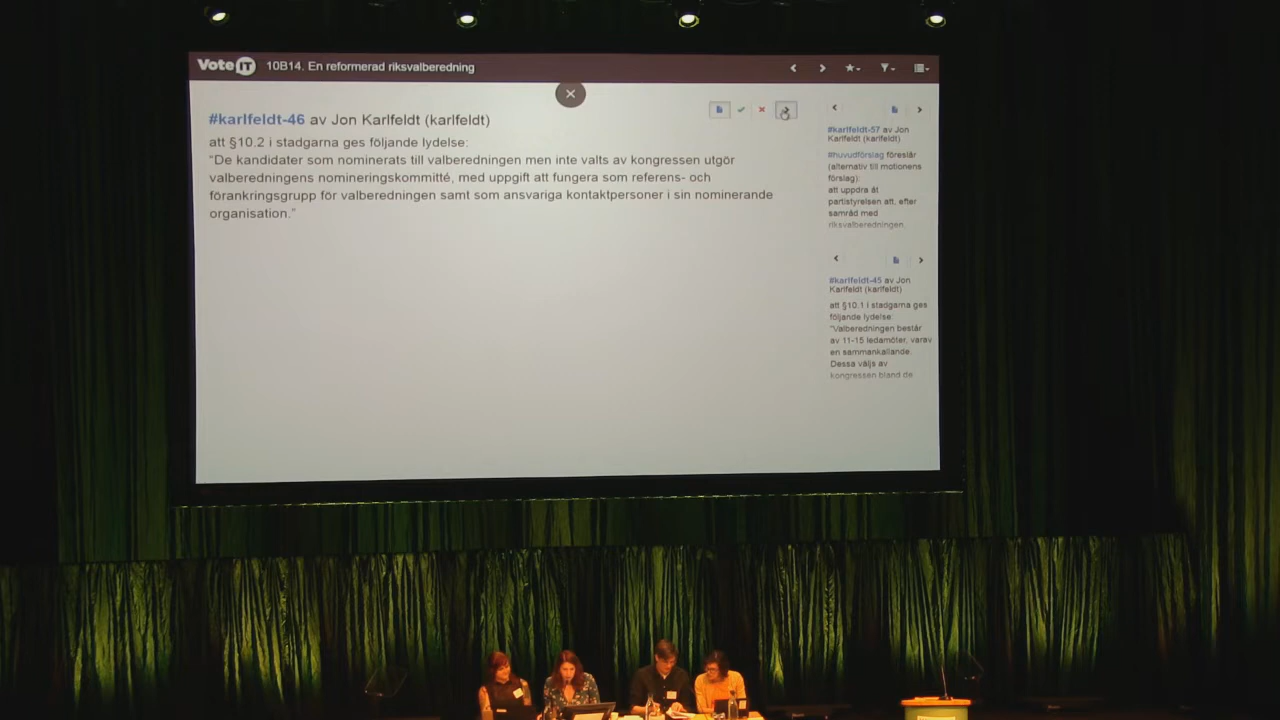 VoteIT 10B14. En reformerad riksvalberedning
#karlfeldt-46 av Jon Karlfeldt (karlfeldt)
att §10.2 i stadgarna ges följande lydelse:
"De kandidater som nominerats till valberedningen men inte valts av kongressen utgör
valberedningens nomineringskommitté, med uppgift att fungera som referens- och
förankringsgrupp för valberedningen samt som ansvariga kontaktpersoner i sin nominerande
organisation."
#karlfeldt-57 av Jon
Karlfeldt (karlfeldt)
#huvudförslag föreslår
(alternativ till motionens
förslag):
att uppdra åt
partistyrelsen att, efter
samråd med
riksvalberedningen,
#karlfeldt-45 av Jon
Karlfeldt (karlfeldt)
att §10.1 i stadgarna ges
följande lydelse:
"Valberedningen består
av 11-15 ledamöter, varav
en sammankallande.
Dessa väljs av
kongressen bland de